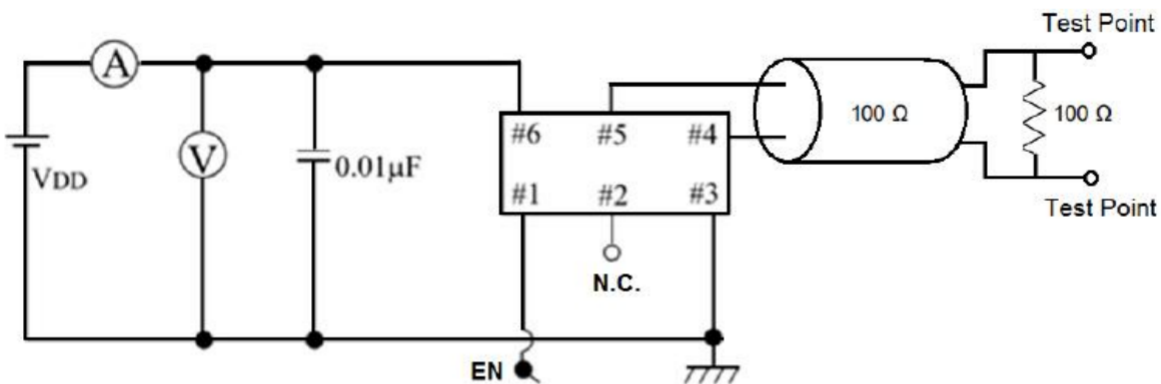 Test Point
A
#6 #5 #4
100 Ω
100 Ω
V
VDD
0.01µF
#1 #2 #3
Test Point
N.C.
EN